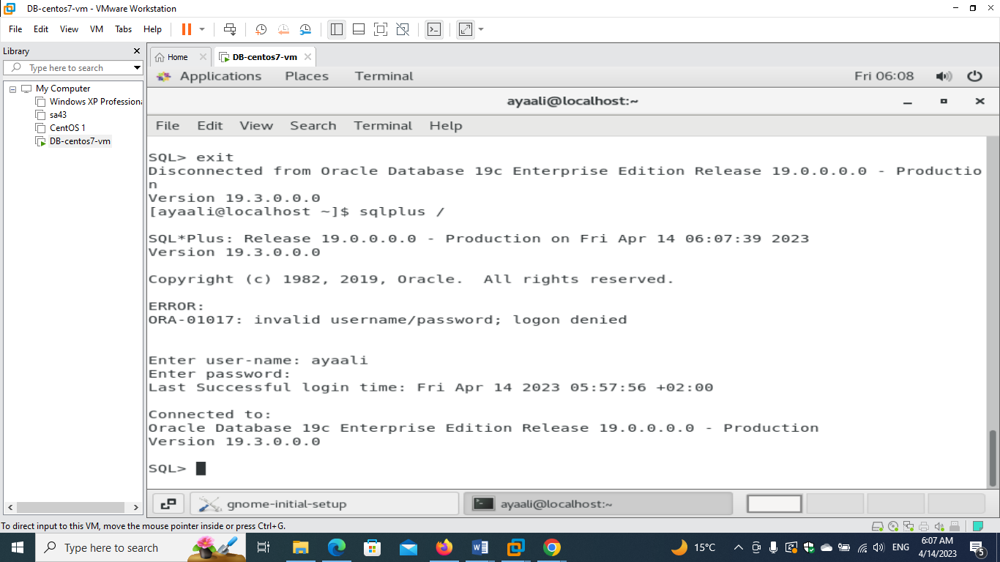 DB-centos7-vm - VMware Workstation
File Edit View VM Tabs Help
Library
Type here to search
My Computer
Windows XP Professiona
sa43
CentOS 1
DB-centos7-vm
Home
DB-centos7-vm
Applications Places Terminal Fri 06:08
ayaali@localhost:~
File Edit View Search Terminal Help
SQL> exit
Disconnected from Oracle Database 19c Enterprise Edition Release 19.0.0.0.0 - Productio
n
Version 19.3.0.0.0
[ayaali@localhost ~]$ sqlplus /
SQL*Plus: Release 19.0.0.0.0 - Production on Fri Apr 14 06:07:39 2023
Version 19.3.0.0.0
Copyright (c) 1982, 2019, Oracle.  All rights reserved.
ERROR:
ORA-01017: invalid username/password; logon denied
Enter user-name: ayaali
Enter password:
Last Successful login time: Fri Apr 14 2023 05:57:56 +02:00
Connected to:
Oracle Database 19c Enterprise Edition Release 19.0.0.0.0 - Production
Version 19.3.0.0.0
SQL>
gnome-initial-setup
ayaali@localhost:~
To direct input to this VM, move the mouse pointer inside or press Ctrl+G.
Type here to search
15°C
ENG
6:07 AM
4/14/2023
5